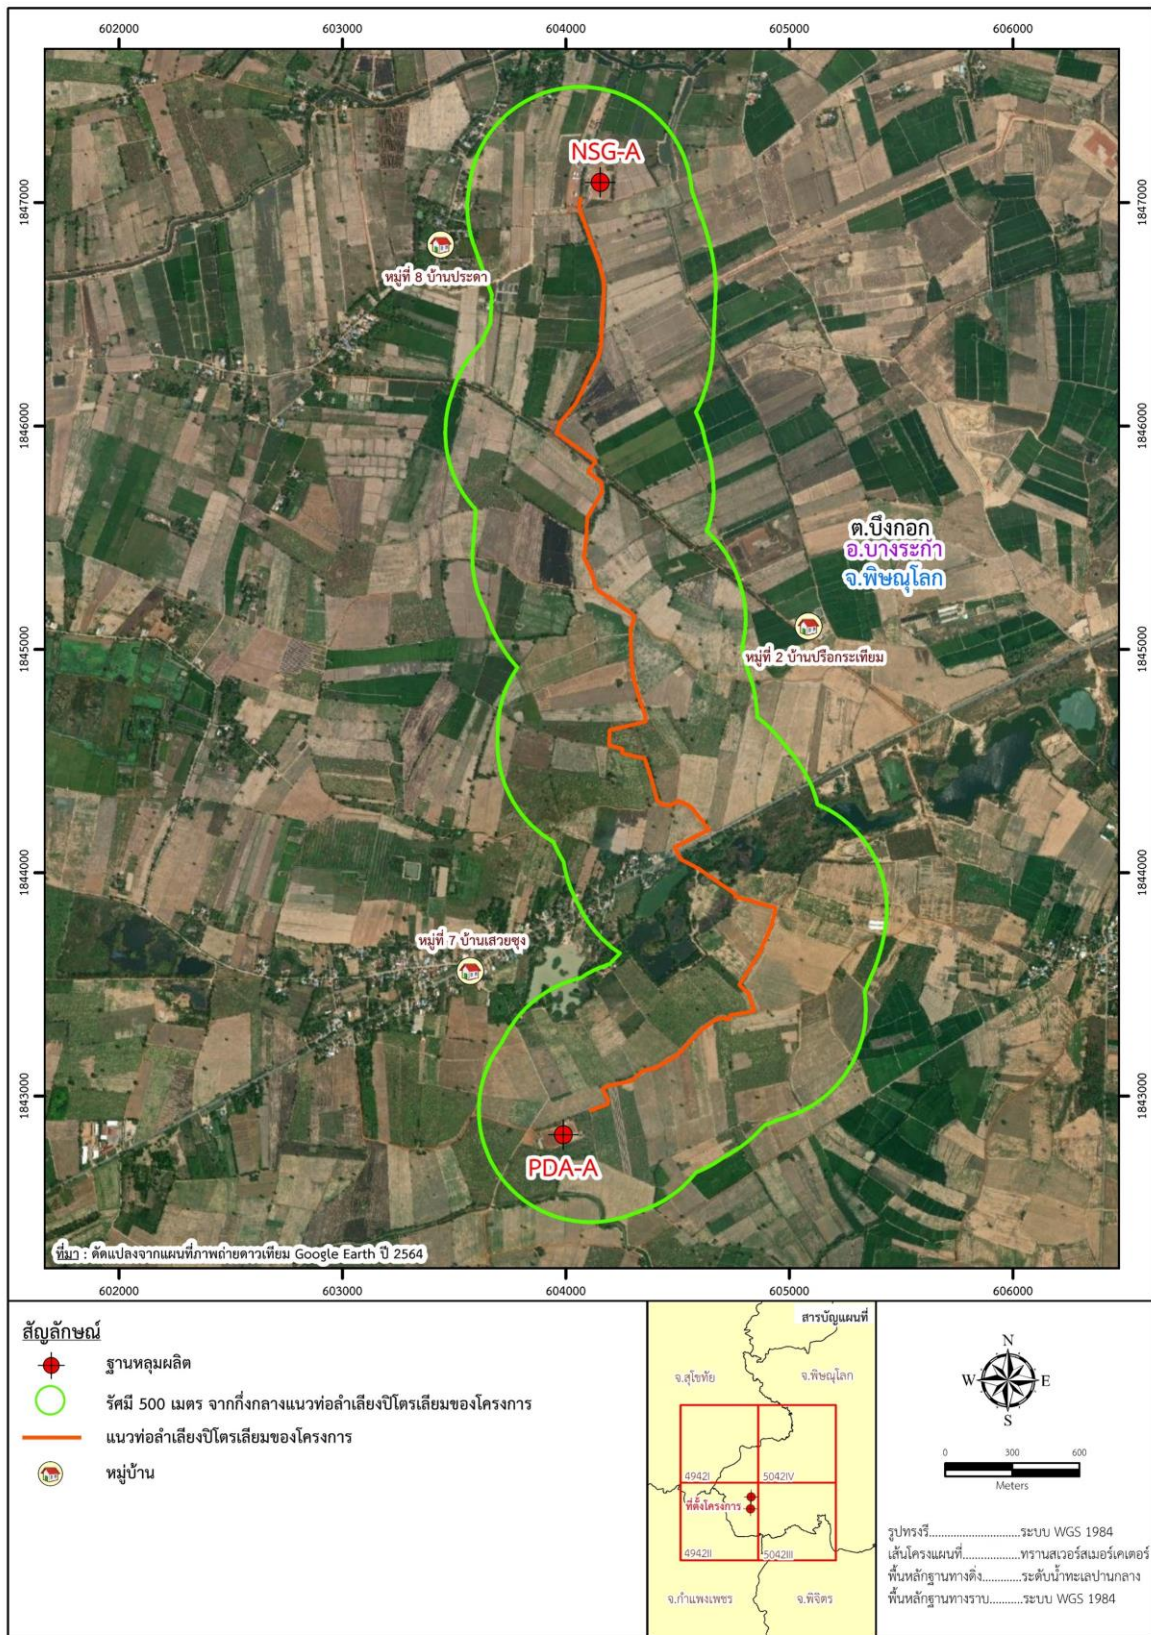 602000 603000 604000 605000 606000
1847000 1847000
NSG-A
หมู่ที่ 8 บ้านประดา
1846000 1846000
ต.บึงกอก
อ.บางระกำ
จ.พิษณุโลก
1845000 1845000
หมู่ที่ 2 บ้านปรือกระเทียม
1844000 1844000
หมู่ที่ 7 บ้านเสวยซุง
1843000 1843000
PDA-A
ที่มา : ดัดแปลงจากแผนที่ภาพถ่ายดาวเทียม Google Earth ปี 2564
602000 603000 604000 605000 606000
สัญลักษณ์
ฐานหลุมผลิต
รัศมี 500 เมตร จากกึ่งกลางแนวท่อลำเลียงปิโตรเลียมของโครงการ
แนวท่อลำเลียงปิโตรเลียมของโครงการ
หมู่บ้าน
สารบัญแผนที่
จ.สุโขทัย จ.พิษณุโลก
4942I 5042IV
ที่ตั้งโครงการ
4942II 5042III
จ.กำแพงเพชร จ.พิจิตร
N
W E
S
0 300 600
Meters
รูปทรงรี............................ระบบ WGS 1984
เส้นโครงแผนที่..................ทรานสเวอร์สเมอร์เคเตอร์
พื้นหลักฐานทางดิ่ง............ระดับน้ำทะเลปานกลาง
พื้นหลักฐานทางราบ..........ระบบ WGS 1984